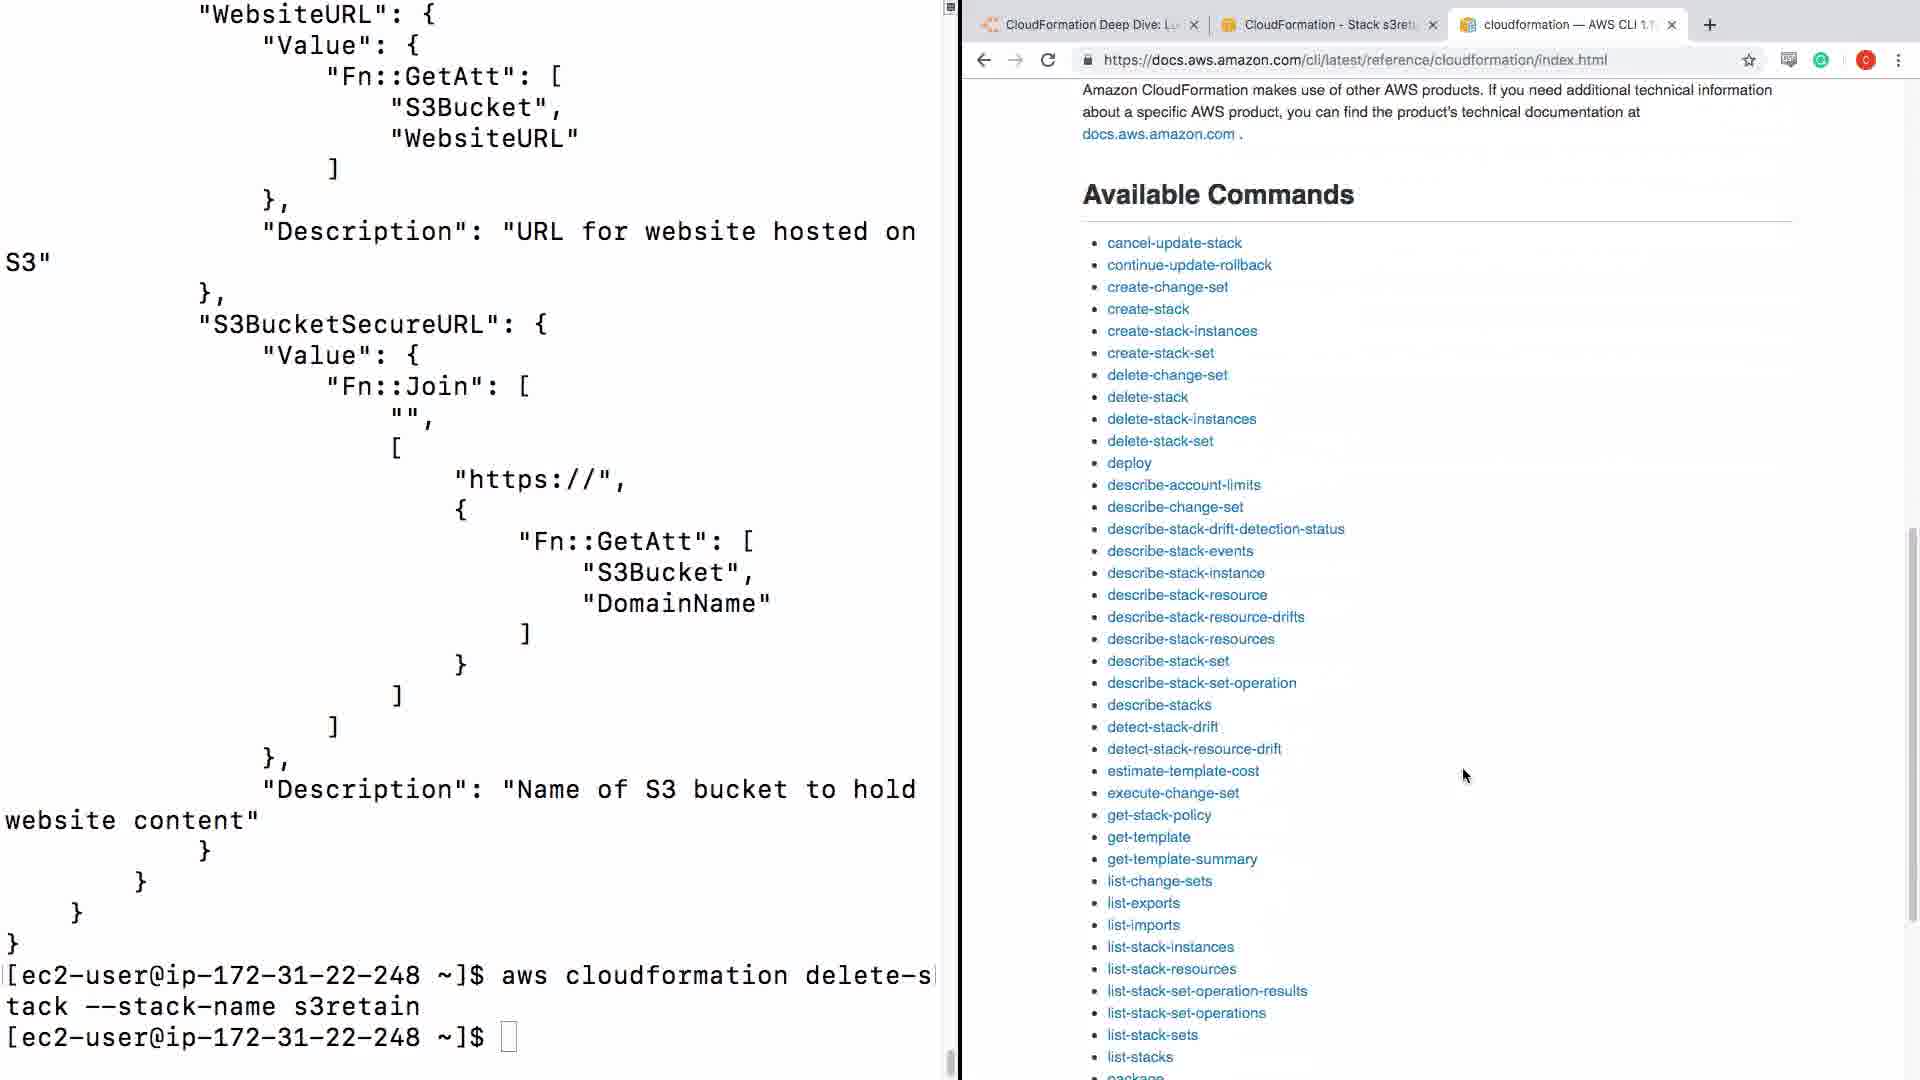 "WebsiteURL": {
"Value": {
"Fn::GetAtt": [
"S3Bucket",
"WebsiteURL"
]
},
"Description": "URL for website hosted on
S3"
},
"S3BucketSecureURL": {
"Value": {
"Fn::Join": [
"",
[
"https://",
{
"Fn::GetAtt": [
"S3Bucket",
"DomainName"
]
}
]
]
},
"Description": "Name of S3 bucket to hold
website content"
}
}
}
}
[ec2-user@ip-172-31-22-248 ~]$ aws cloudformation delete-s
tack --stack-name s3retain
[ec2-user@ip-172-31-22-248 ~]$
CloudFormation Deep Dive:
CloudFormation - Stack s3ret
cloudformation — AWS CLI 1.
https://docs.aws.amazon.com/cli/latest/reference/cloudformation/index.html
C
Amazon CloudFormation makes use of other AWS products. If you need additional technical information
about a specific AWS product, you can find the product's technical documentation at
docs.aws.amazon.com .
Available Commands
cancel-update-stack
continue-update-rollback
create-change-set
create-stack
create-stack-instances
create-stack-set
delete-change-set
delete-stack
delete-stack-instances
delete-stack-set
deploy
describe-account-limits
describe-change-set
describe-stack-drift-detection-status
describe-stack-events
describe-stack-instance
describe-stack-resource
describe-stack-resource-drifts
describe-stack-resources
describe-stack-set
describe-stack-set-operation
describe-stacks
detect-stack-drift
detect-stack-resource-drift
estimate-template-cost
execute-change-set
get-stack-policy
get-template
get-template-summary
list-change-sets
list-exports
list-imports
list-stack-instances
list-stack-resources
list-stack-set-operation-results
list-stack-set-operations
list-stack-sets
list-stacks
package